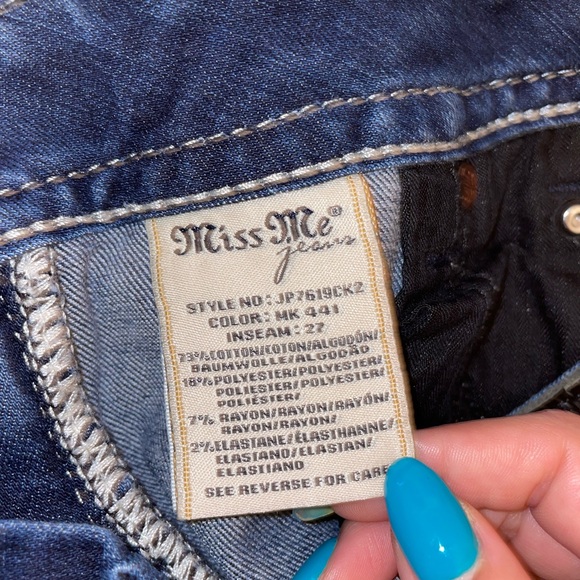 Miss Me®
jeans
STYLE NO: JP7619CK2
COLOR: MK 441
INSEAM: 27
73%COTTON/COTON/ALGODÓN/
BAUMWOLLE/ALGODÃO
18%POLYESTER/POLYESTER/
POLIESTER/POLIÉSTER/
POLIÉSTER/
7% RAYON/RAYON/RAYÓN/
RAYON/RAYON/
2%ELASTANE/ÉLASTHANNE/
ELASTANO/ELASTAN/
ELASTIANO
SEE REVERSE FOR CARE